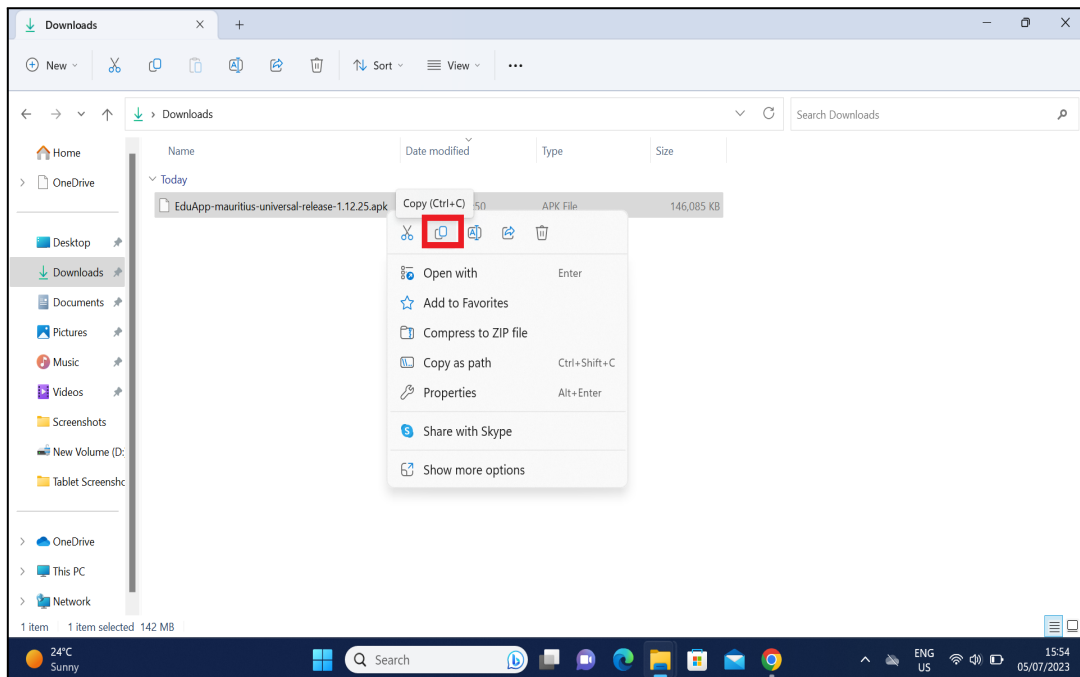 Downloads
New
Sort
View
Downloads
Search Downloads
Home
OneDrive
Desktop
Downloads
Documents
Pictures
Music
Videos
Screenshots
New Volume (D:
Tablet Screensho
OneDrive
This PC
Network
Name Date modified Type Size
Today
EduApp-mauritius-universal-release-1.12.25.apk :50 APK File 146,085 KB
Copy (Ctrl+C)
Open with Enter
Add to Favorites
Compress to ZIP file
Copy as path Ctrl+Shift+C
Properties Alt+Enter
Share with Skype
Show more options
1 item 1 item selected 142 MB
24°C
Sunny
Search
ENG
US
15:54
05/07/2023